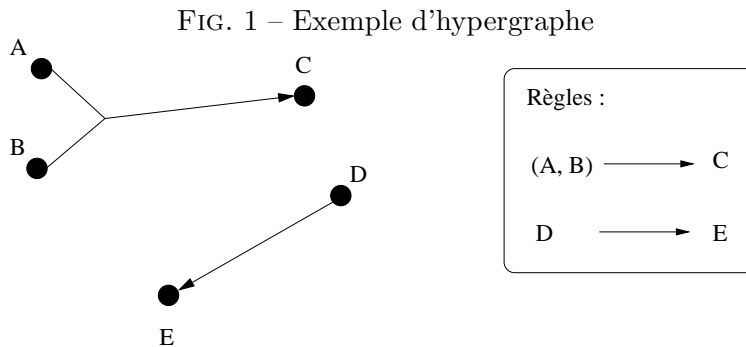 FIG. 1 – Exemple d'hypergraphe
A
C
B
D
E
Règles :
(A, B) C
D E